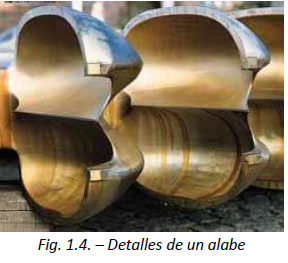 Fig. 1.4. – Detalles de un alabe